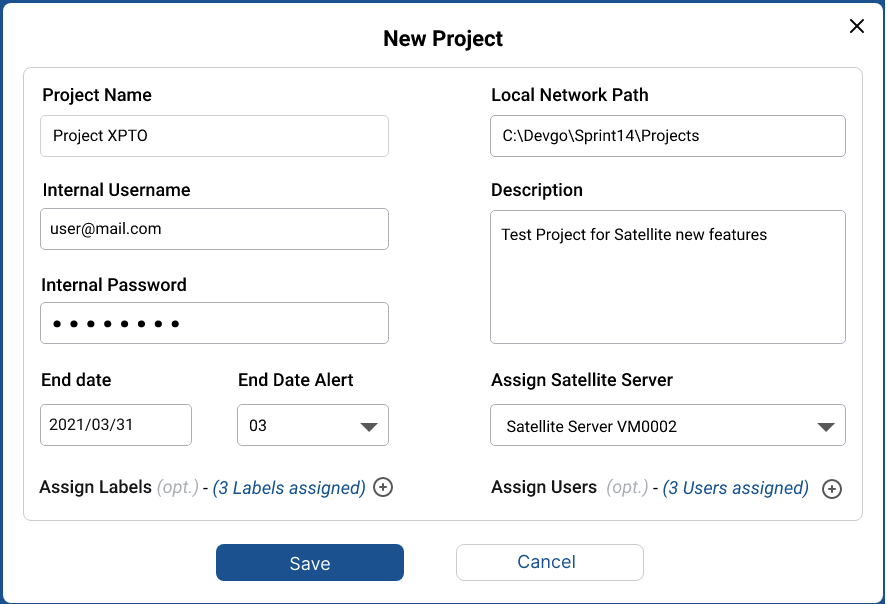 New Project
Project Name
Project XPTO
Internal Username
user@mail.com
Internal Password
End date
2021/03/31
End Date Alert
03
Assign Labels (opt.) - (3 Labels assigned)
Local Network Path
C:\Devgo\Sprint14\Projects
Description
Test Project for Satellite new features
Assign Satellite Server
Satellite Server VM0002
Assign Users (opt.) - (3 Users assigned)
Save
Cancel